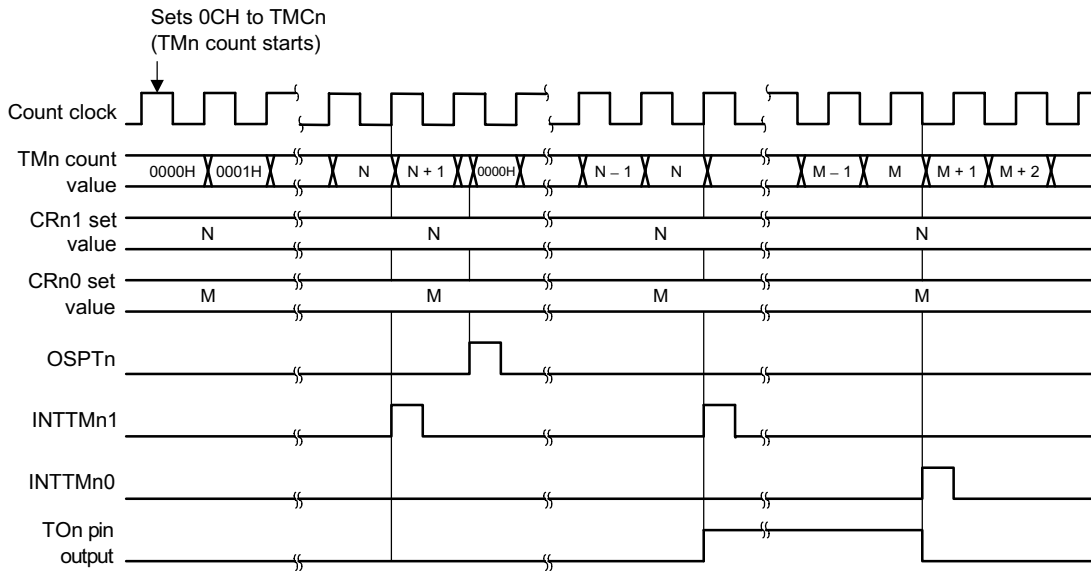 Sets 0CH to TMCn
(TMn count starts)
Count clock
TMn count
value
0000H 0001H N N + 1 0000H N – 1 N M – 1 M M + 1 M + 2
CRn1 set
value
N N N N
CRn0 set
value
M M M M
OSPTn
INTTMn1
INTTMn0
TOn pin
output